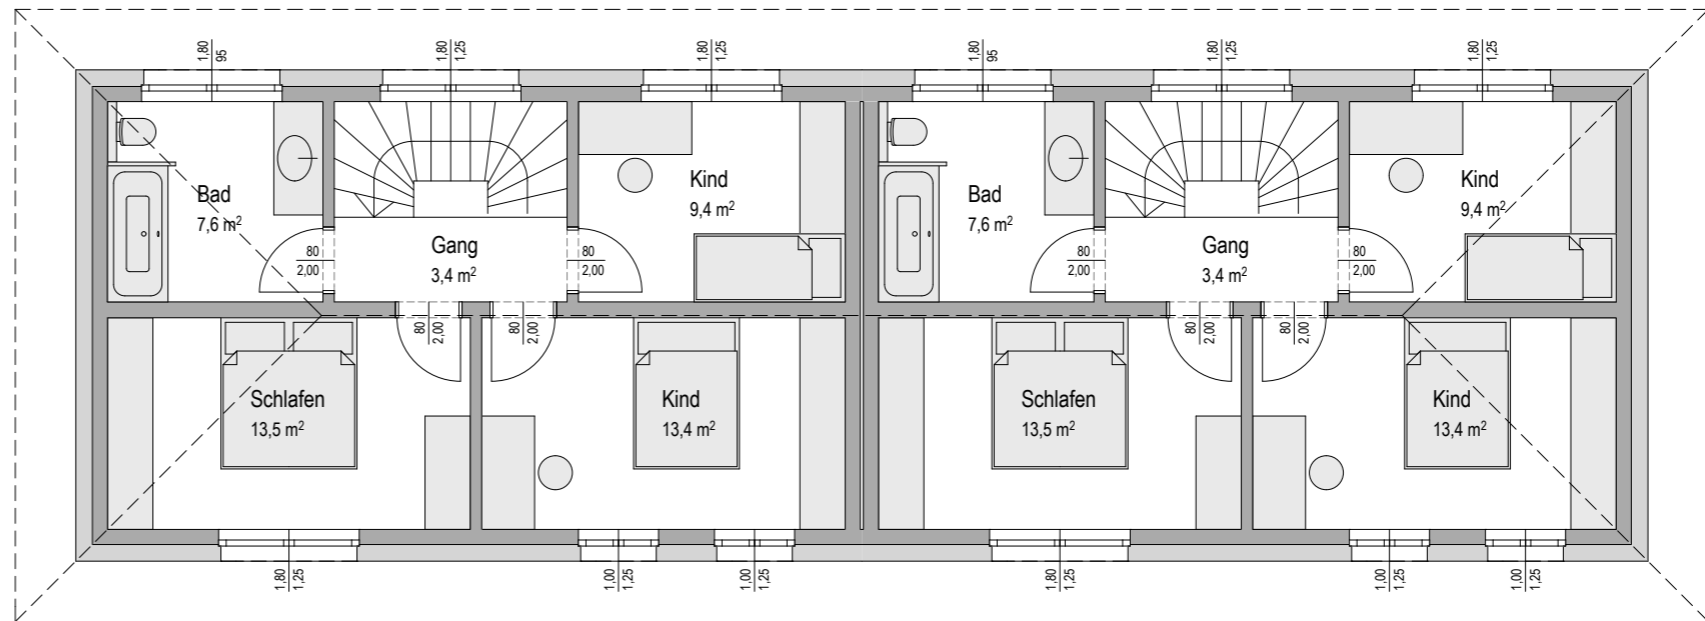 1,80
95
1,80
1,25
1,80
1,25
1,80
95
1,80
1,25
1,80
1,25
Bad
7,6 m²
Kind
9,4 m²
Bad
7,6 m²
Kind
9,4 m²
Gang
3,4 m²
80
2,00
80
2,00
Gang
3,4 m²
80
2,00
80
2,00
80
2,00
80
2,00
80
2,00
80
2,00
Schlafen
13,5 m²
Kind
13,4 m²
Schlafen
13,5 m²
Kind
13,4 m²
1,80
1,25
1,00
1,25
1,00
1,25
1,80
1,25
1,00
1,25
1,00
1,25